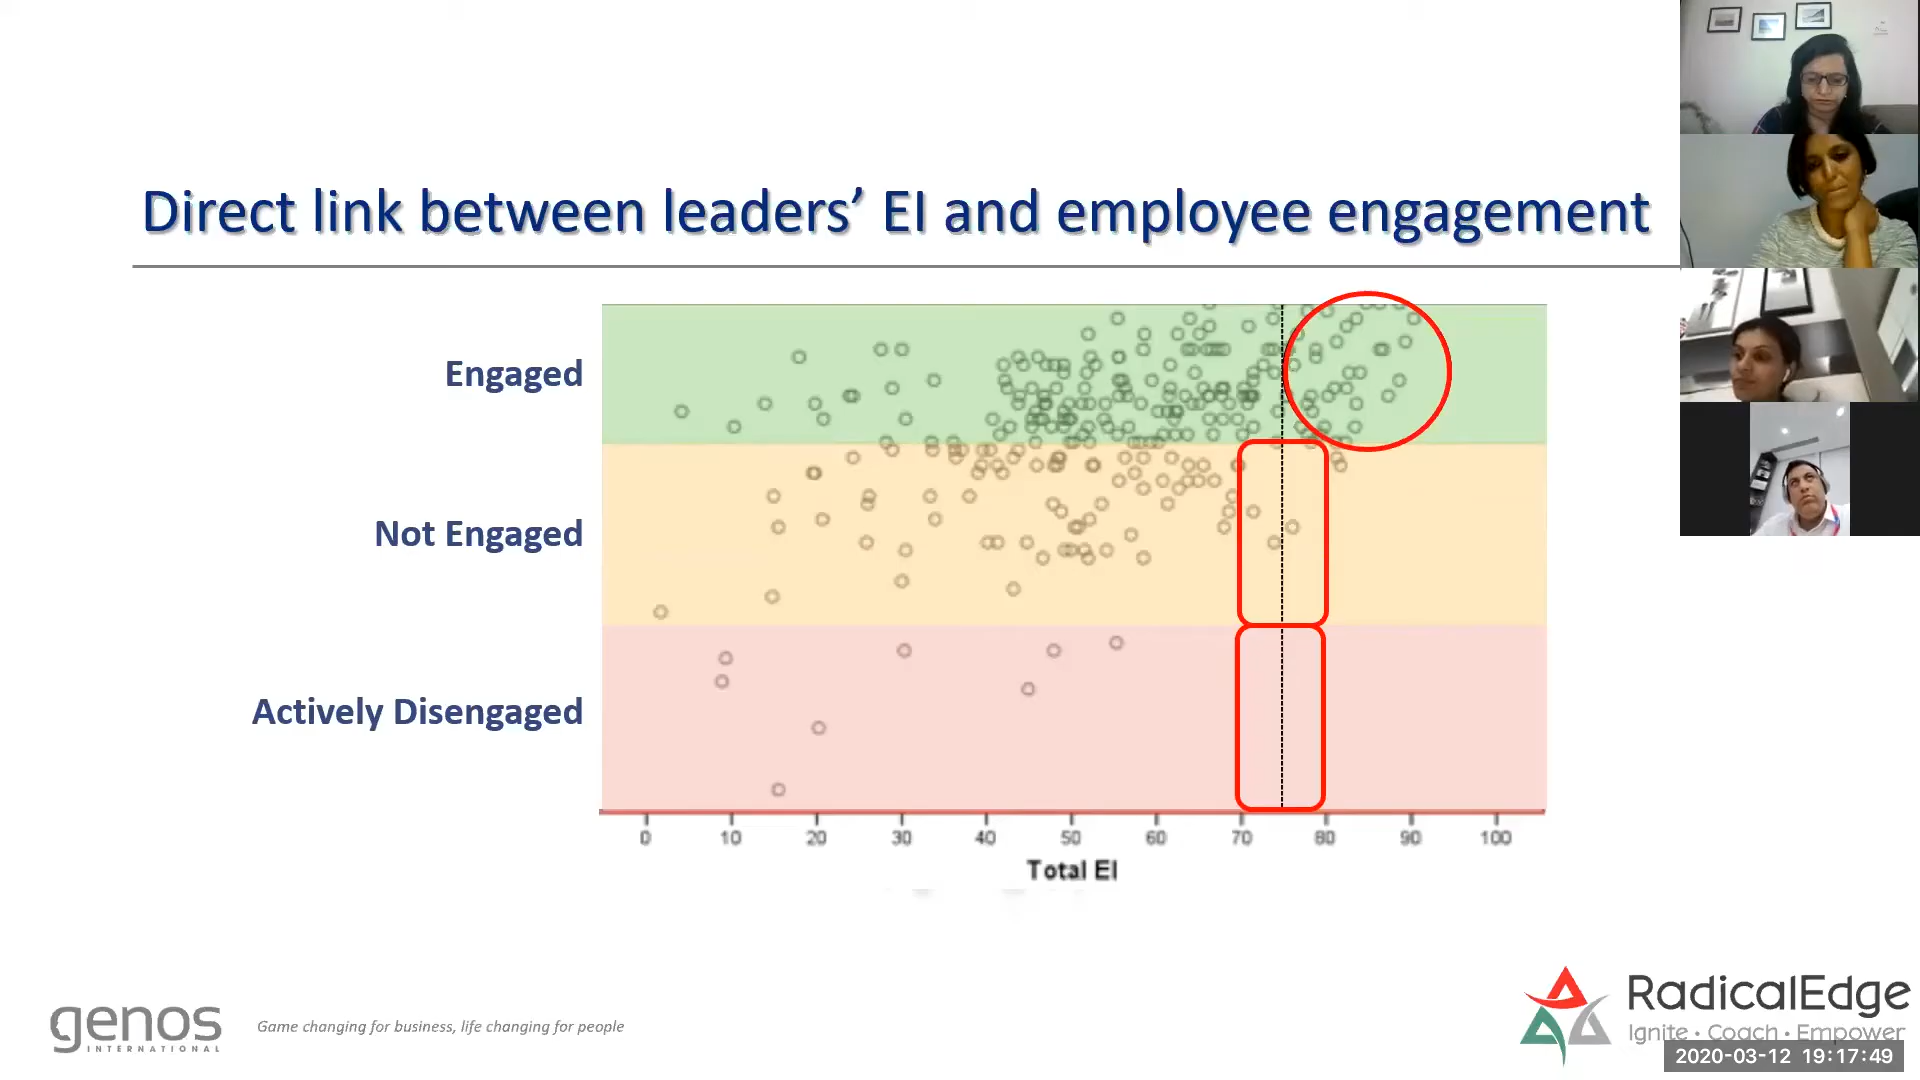 Direct link between leaders’ EI and employee engagement
Engaged
Not Engaged
Actively Disengaged
0 10 20 30 40 50 60 70 80 90 100
Total EI
genos
INTERNATIONAL
Game changing for business, life changing for people
RadicalEdge
Ignite • Coach • Empower
2020-03-12 19:17:49